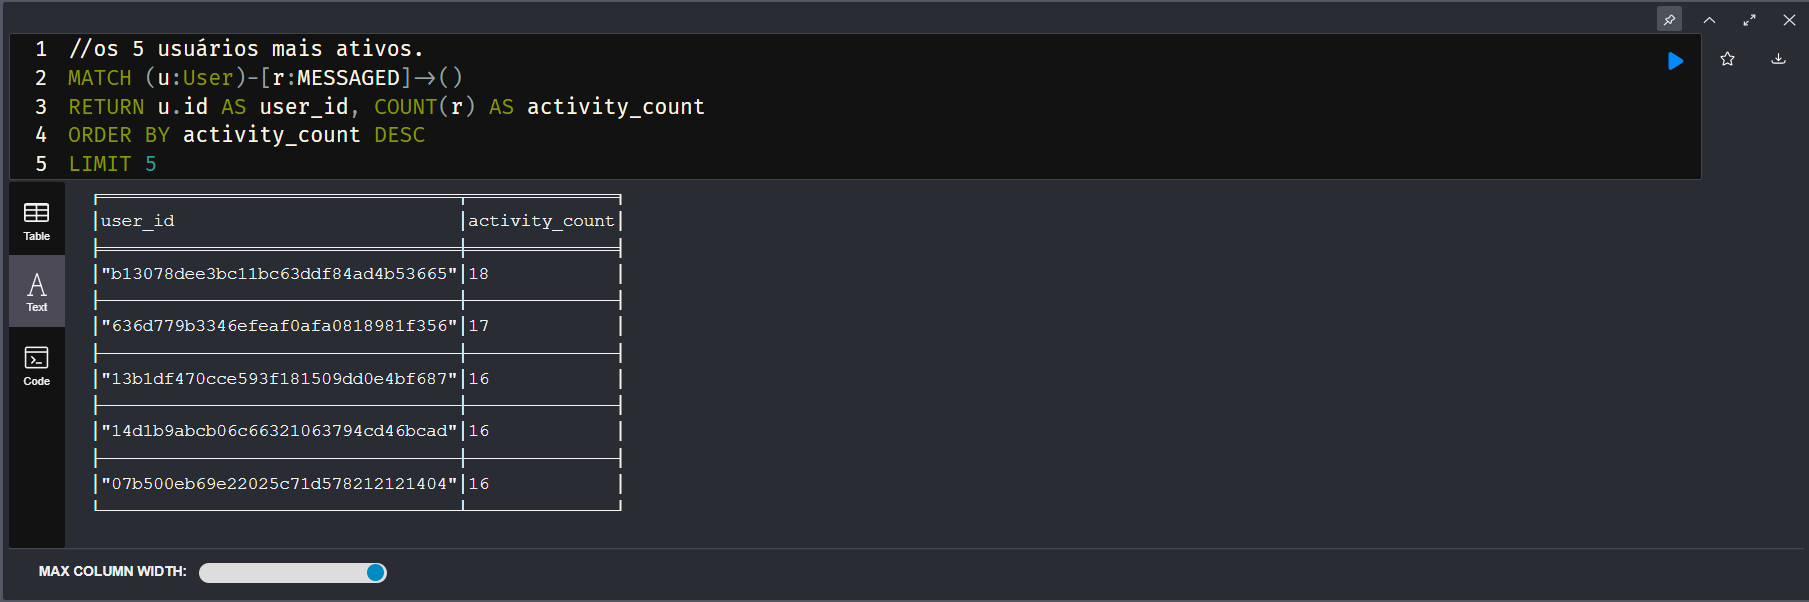 1 //os 5 usuários mais ativos.
2 MATCH (u:User)-[r:MESSAGED]->()
3 RETURN u.id AS user_id, COUNT(r) AS activity_count
4 ORDER BY activity_count DESC
5 LIMIT 5
Table
Text
Code
user_id activity_count
"b13078dee3bc11bc63ddf84ad4b53665" 18
"636d779b3346efeaf0afa0818981f356" 17
"13b1df470cce593f181509dd0e4bf687" 16
"14d1b9abcb06c66321063794cd46bcad" 16
"07b500eb69e22025c71d578212121404" 16
MAX COLUMN WIDTH: